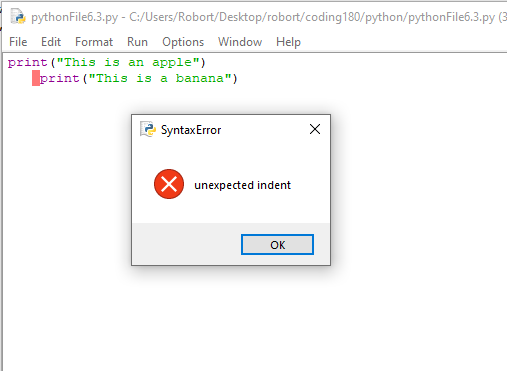 pythonFile6.3.py - C:/Users/Robort/Desktop/robort/coding180/python/pythonFile6.3.py (3
File Edit Format Run Options Window Help
print("This is an apple")
print("This is a banana")
SyntaxError
unexpected indent
OK